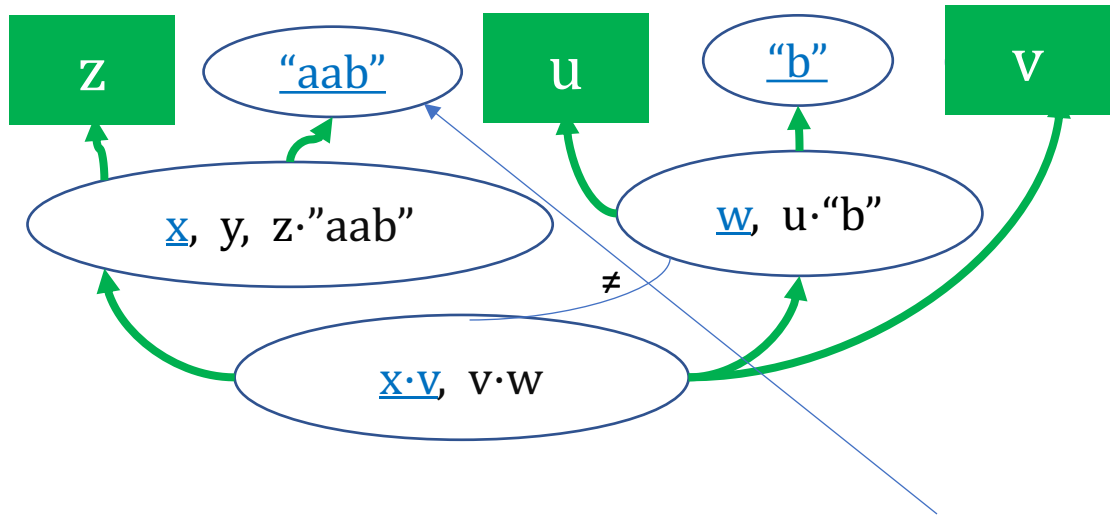 z
“aab”
u
“b”
v
x, y, z·”aab”
w, u·“b”
≠
x·v, v·w